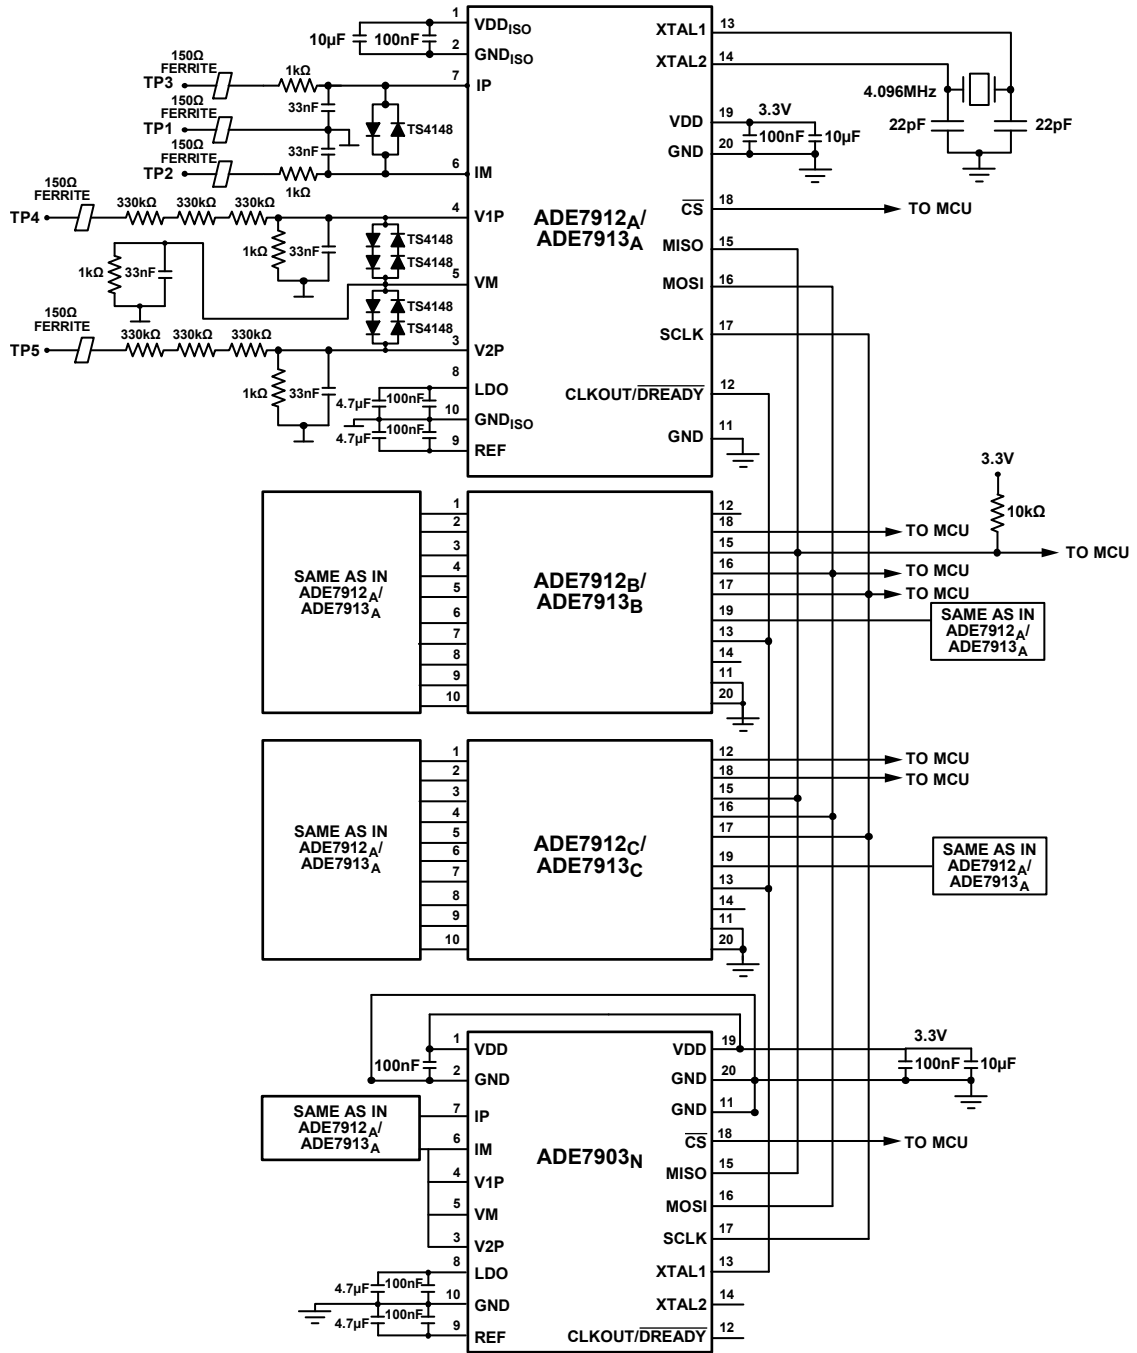 1
VDDISO
10µF
100nF
2
GNDISO
150Ω
FERRITE
TP3
1kΩ
7
IP
33nF
150Ω
FERRITE
TP1
TS4148
33nF
150Ω
FERRITE
TP2
1kΩ
6
IM
150Ω
FERRITE
TP4
330kΩ
330kΩ
330kΩ
4
V1P
1kΩ
33nF
TS4148
TS4148
1kΩ
33nF
5
VM
TS4148
TS4148
150Ω
FERRITE
TP5
330kΩ
330kΩ
330kΩ
3
V2P
1kΩ
33nF
8
LDO
4.7µF
100nF
10
GNDISO
4.7µF
100nF
9
REF
ADE7912A/
ADE7913A
XTAL1
13
XTAL2
14
4.096MHz
22pF
22pF
VDD
19
3.3V
100nF
10µF
GND
20
CS
18
TO MCU
MISO
15
MOSI
16
SCLK
17
CLKOUT/DREADY
12
GND
11
3.3V
10kΩ
SAME AS IN
ADE7912A/
ADE7913A
1
2
3
4
5
6
7
8
9
10
ADE7912B/
ADE7913B
12
18
TO MCU
15
TO MCU
16
TO MCU
17
TO MCU
19
SAME AS IN
ADE7912A/
ADE7913A
13
14
11
20
SAME AS IN
ADE7912A/
ADE7913A
1
2
3
4
5
6
7
8
9
10
ADE7912C/
ADE7913C
12
TO MCU
18
TO MCU
15
16
17
19
SAME AS IN
ADE7912A/
ADE7913A
13
14
11
20
1
VDD
100nF
2
GND
SAME AS IN
ADE7912A/
ADE7913A
7
IP
6
IM
4
V1P
5
VM
3
V2P
8
LDO
4.7µF
100nF
10
GND
4.7µF
100nF
9
REF
ADE7903N
VDD
19
3.3V
100nF
10µF
GND
20
GND
11
CS
18
TO MCU
MISO
15
MOSI
16
SCLK
17
XTAL1
13
XTAL2
14
CLKOUT/DREADY
12